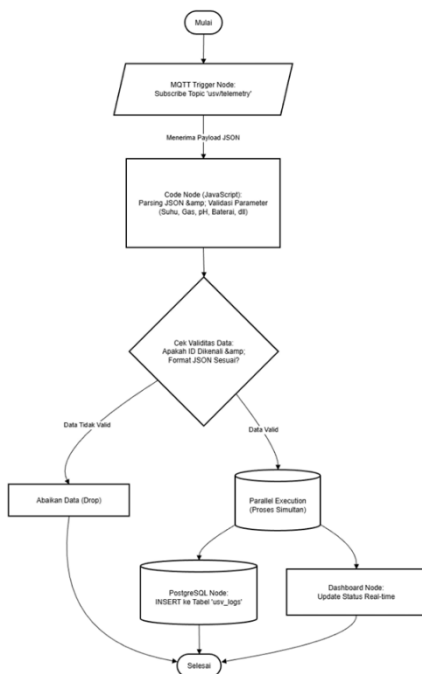 Mulai
MQTT Trigger Node:
Subscribe Topic 'usv/telemetry'
Menerima Payload JSON
Code Node (JavaScript):
Parsing JSON &amp; Validasi Parameter
(Suhu, Gas, pH, Baterai, dll)
Cek Validitas Data:
Apakah ID Dikenali &amp;
Format JSON Sesuai?
Data Tidak Valid
Data Valid
Abaikan Data (Drop)
Parallel Execution
(Proses Simultan)
PostgreSQL Node:
INSERT ke Tabel 'usv_logs'
Dashboard Node:
Update Status Real-time
Selesai